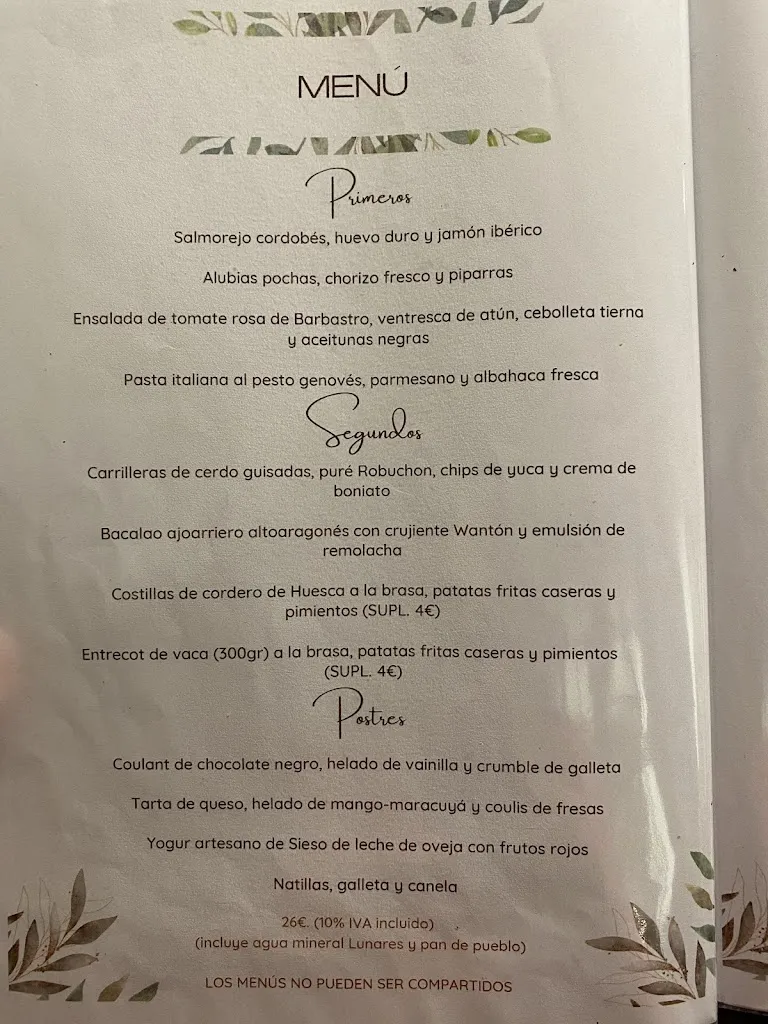 MENÚ
Primeros
Salmorejo cordobés, huevo duro y jamón ibérico
Alubias pochas, chorizo fresco y piparras
Ensalada de tomate rosa de Barbastro, ventresca de atún, cebolleta tierna
y aceitunas negras
Pasta italiana al pesto genovés, parmesano y albahaca fresca
Segundos
Carrilleras de cerdo guisadas, puré Robuchon, chips de yuca y crema de
boniato
Bacalao ajoarriero altoaragonés con crujiente Wantón y emulsión de
remolacha
Costillas de cordero de Huesca a la brasa, patatas fritas caseras y
pimientos (SUPL. 4€)
Entrecot de vaca (300gr) a la brasa, patatas fritas caseras y pimientos
(SUPL. 4€)
Postres
Coulant de chocolate negro, helado de vainilla y crumble de galleta
Tarta de queso, helado de mango-maracuyá y coulis de fresas
Yogur artesano de Sieso de leche de oveja con frutos rojos
Natillas, galleta y canela
26€. (10% IVA incluido)
(incluye agua mineral Lunares y pan de pueblo)
LOS MENÚS NO PUEDEN SER COMPARTIDOS